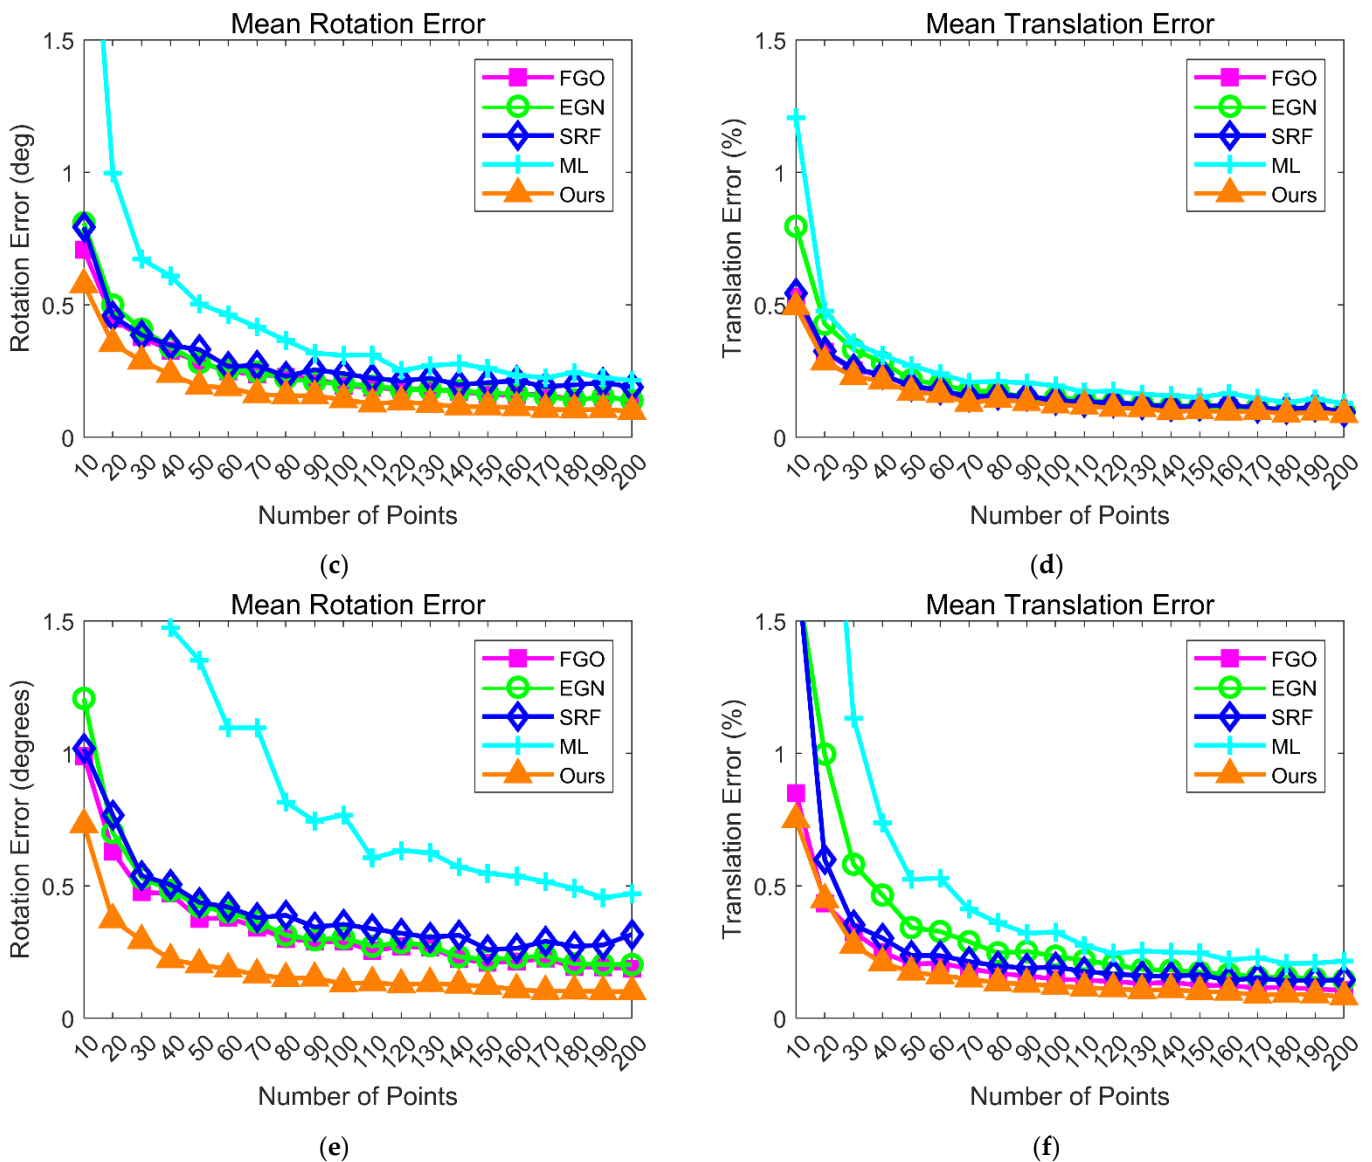 Mean Rotation Error
1.5
1
0.5
0
Rotation Error (deg)
FGO
EGN
SRF
ML
Ours
10 20 30 40 50 60 70 80 90 100 110 120 130 140 150 160 170 180 190 200
Number of Points
(c)
Mean Translation Error
1.5
1
0.5
0
Translation Error (%)
FGO
EGN
SRF
ML
Ours
10 20 30 40 50 60 70 80 90 100 110 120 130 140 150 160 170 180 190 200
Number of Points
(d)
Mean Rotation Error
1.5
1
0.5
0
Rotation Error (degrees)
FGO
EGN
SRF
ML
Ours
10 20 30 40 50 60 70 80 90 100 110 120 130 140 150 160 170 180 190 200
Number of Points
(e)
Mean Translation Error
1.5
1
0.5
0
Translation Error (%)
FGO
EGN
SRF
ML
Ours
10 20 30 40 50 60 70 80 90 100 110 120 130 140 150 160 170 180 190 200
Number of Points
(f)